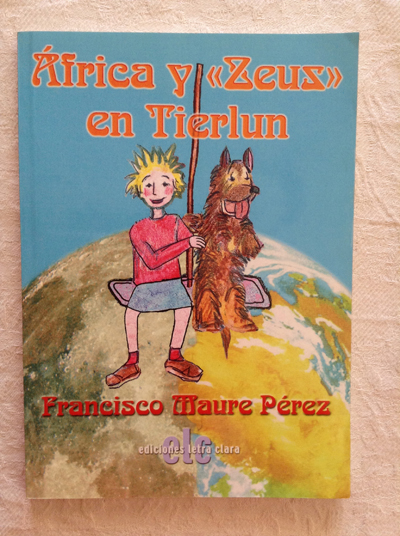 África y «Zeus»
en Tierlun
Francisco Maure Pérez
elc
ediciones letra clara